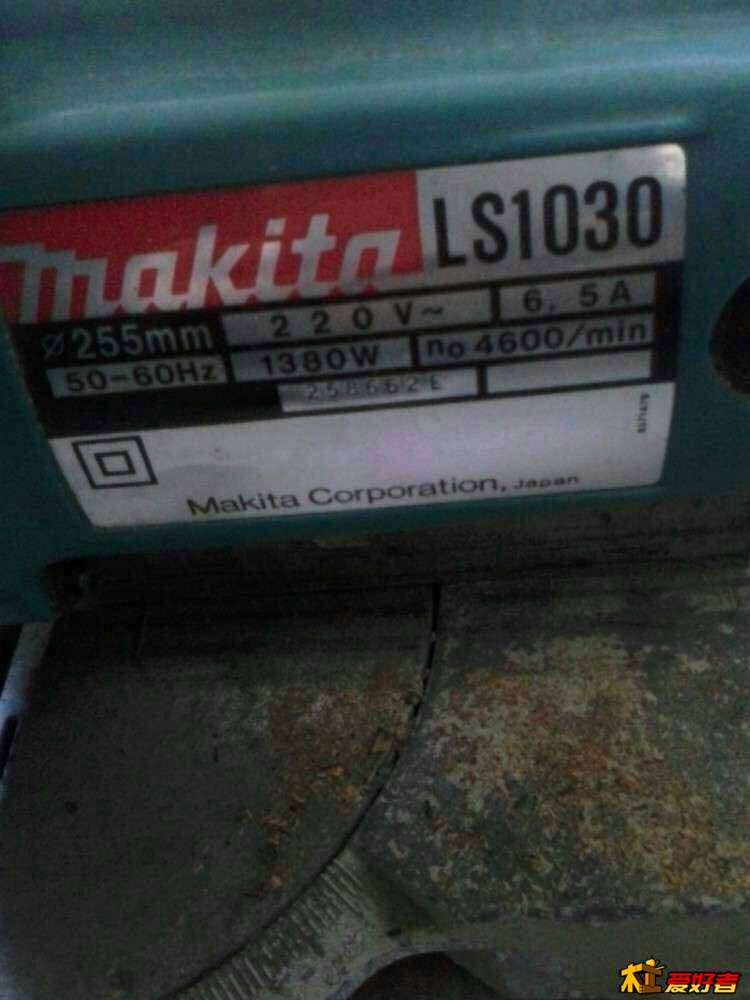 makita LS1030
ø255mm 220V~ 6.5A
50-60Hz 1380W no 4600/min
258662E
Makita Corporation, Japan
木工爱好者